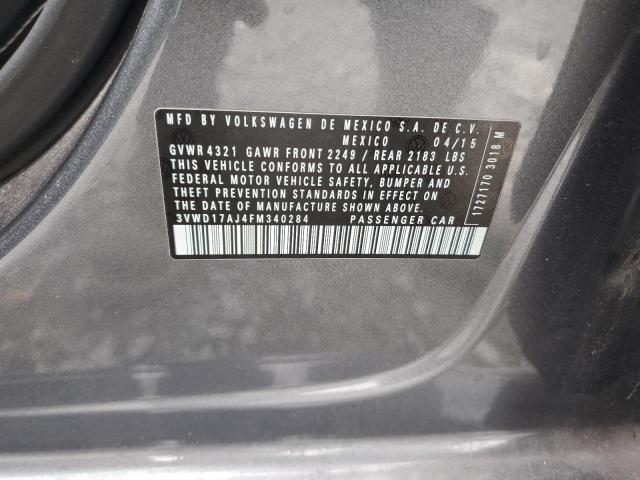 MFD BY VOLKSWAGEN DE MEXICO S.A. DE C.V.
MEXICO 04/15
GVWR 4321 GAWR FRONT 2249 / REAR 2183 LBS
THIS VEHICLE CONFORMS TO ALL APPLICABLE U.S.
FEDERAL MOTOR VEHICLE SAFETY, BUMPER AND
THEFT PREVENTION STANDARDS IN EFFECT ON
THE DATE OF MANUFACTURE SHOWN ABOVE.
3VWD17AJ4FM340284 PASSENGER CAR
1727170 3018 M